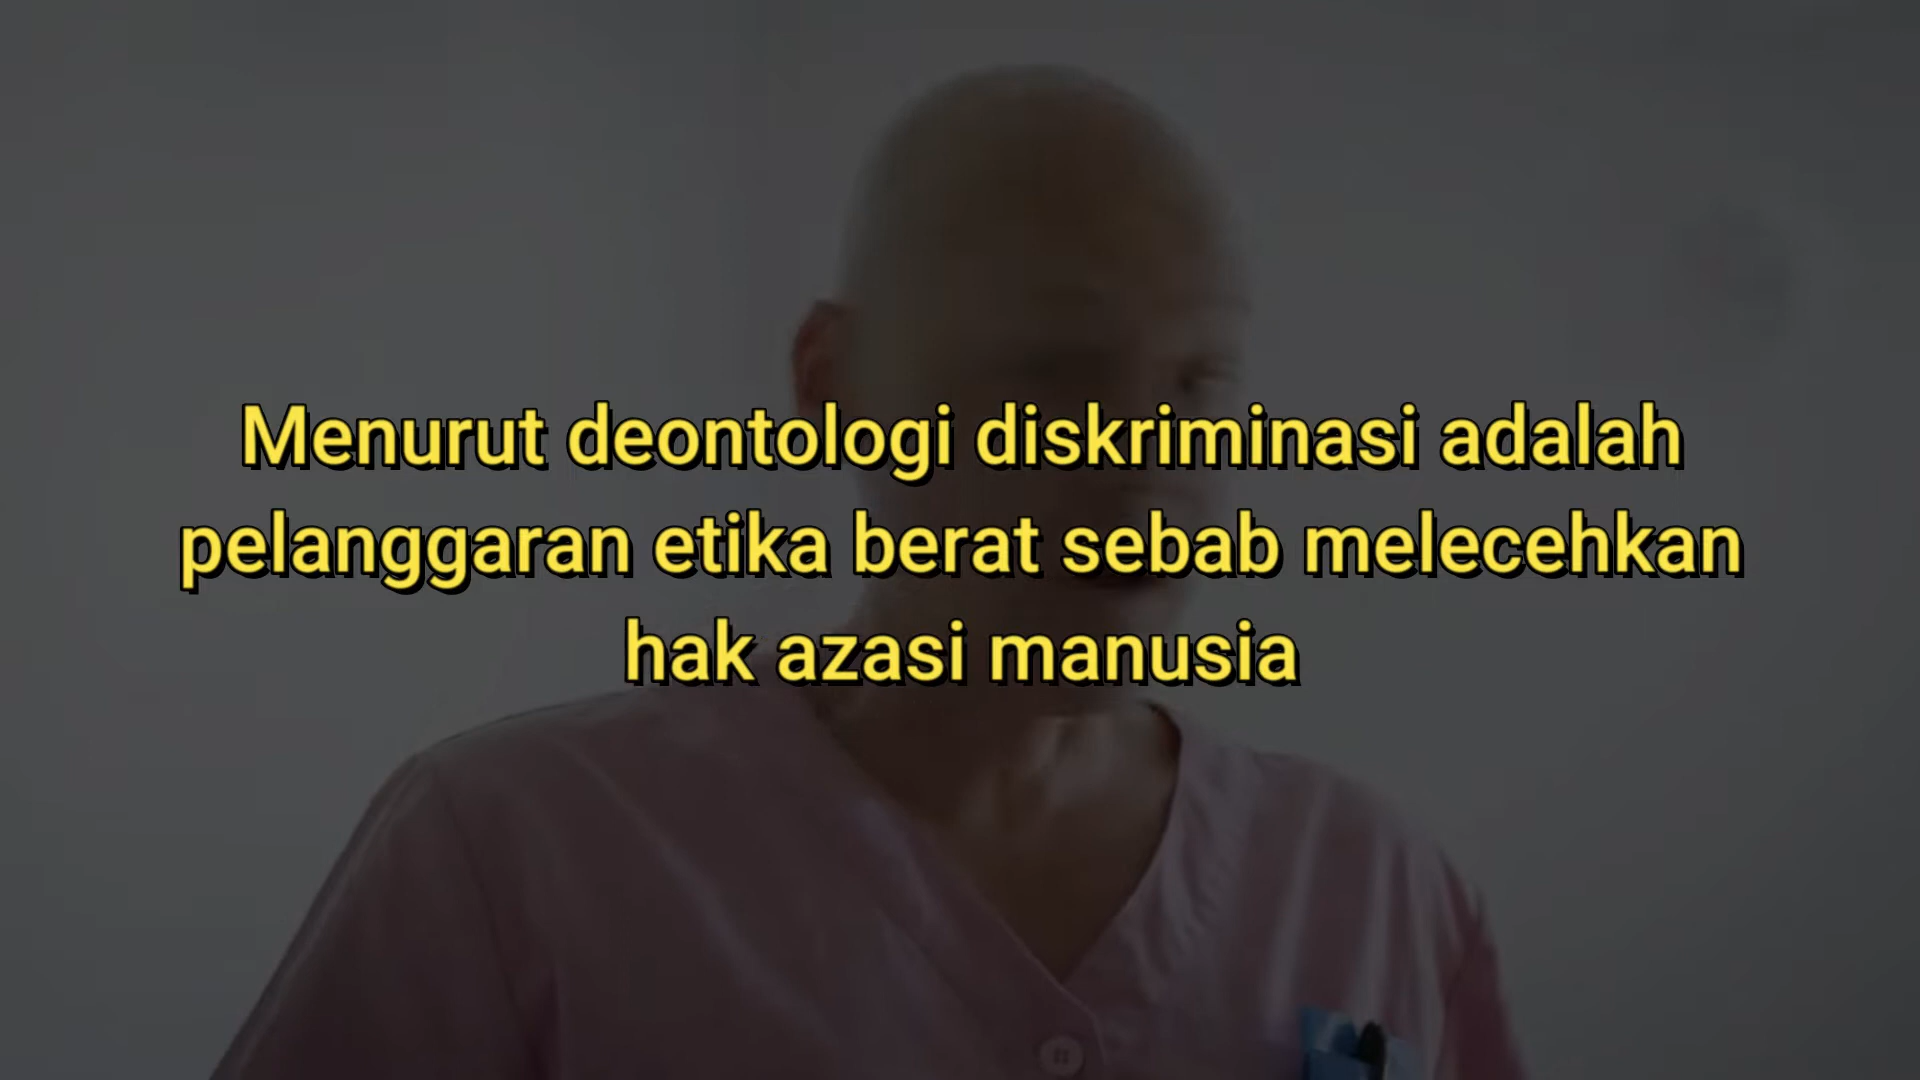 Menurut deontologi diskriminasi adalah
pelanggaran etika berat sebab melecehkan
hak azasi manusia